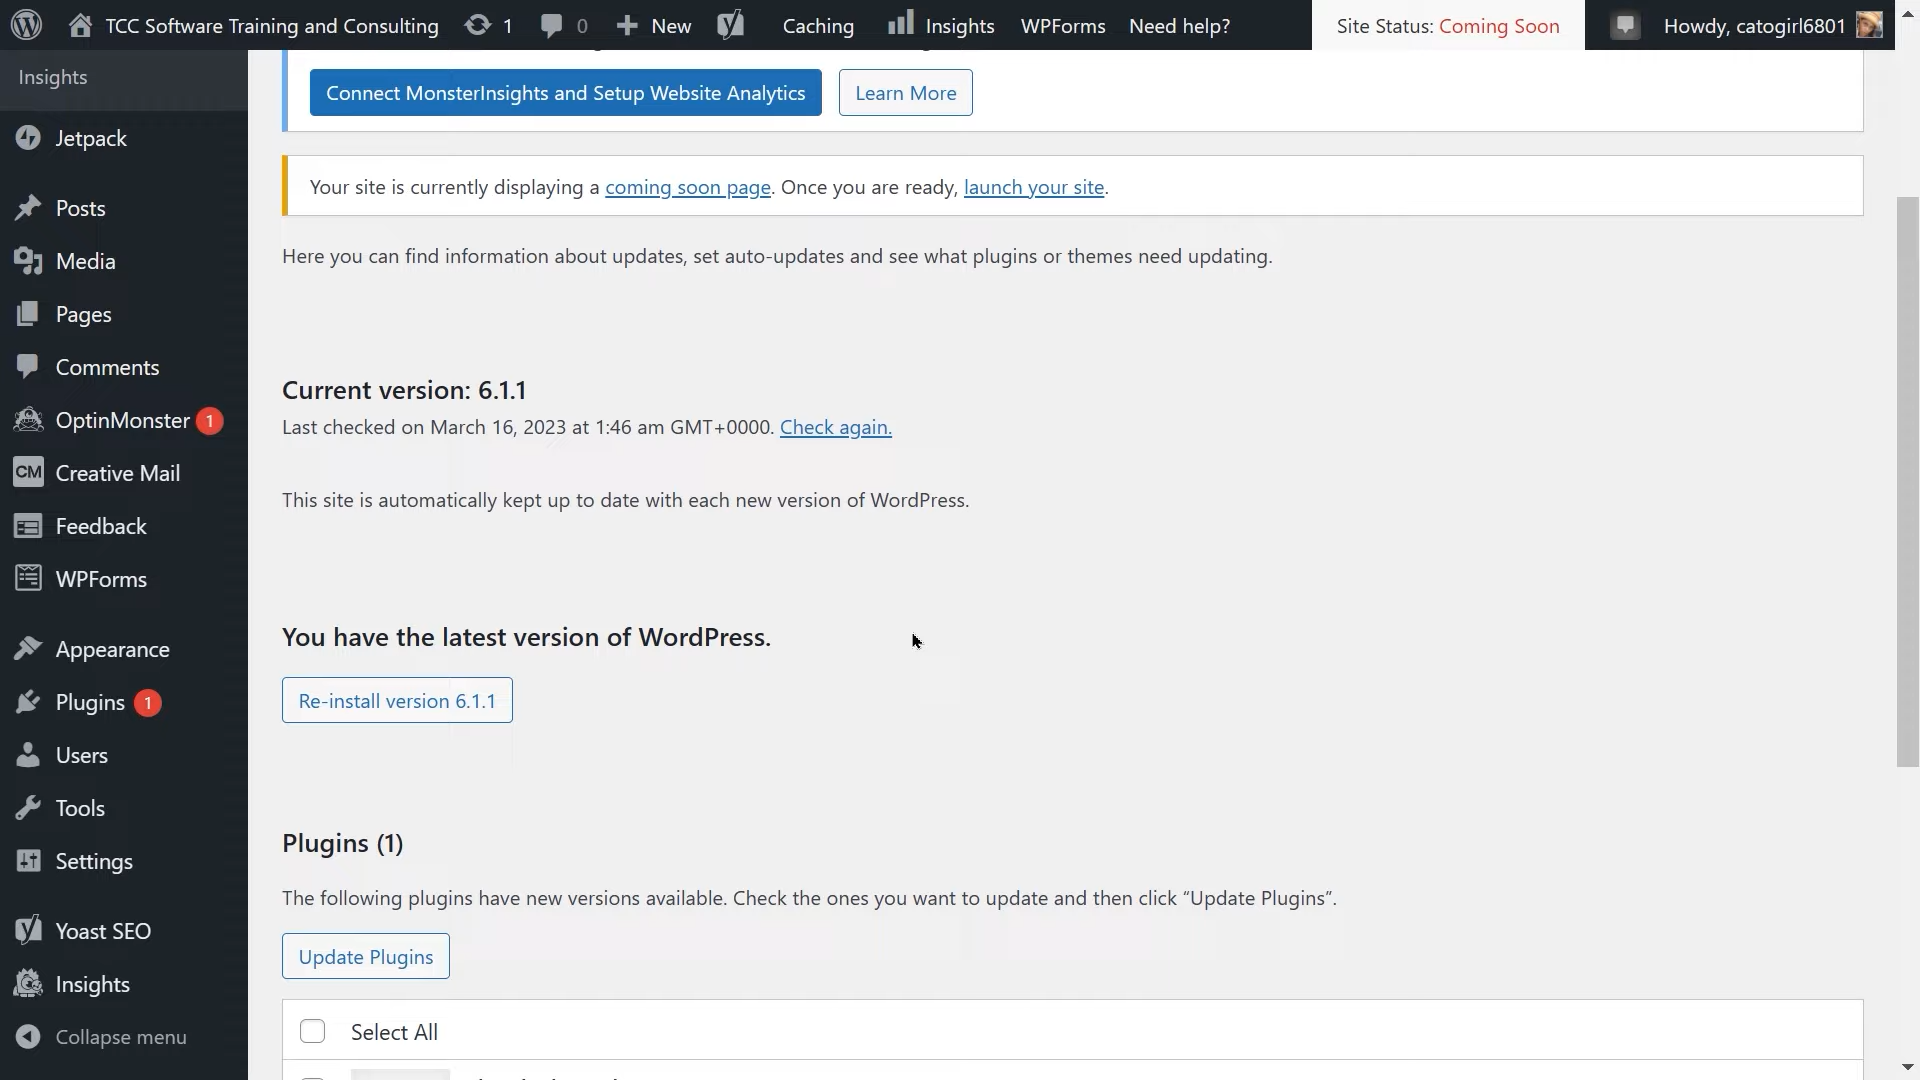 TCC Software Training and Consulting
1
0
New
Caching
Insights
WPForms
Need help?
Site Status: Coming Soon
Howdy, catogirl6801
Insights
Jetpack
Posts
Media
Pages
Comments
OptinMonster 1
CM Creative Mail
Feedback
WPForms
Appearance
Plugins 1
Users
Tools
Settings
Yoast SEO
Insights
Collapse menu
Connect MonsterInsights and Setup Website Analytics
Learn More
Your site is currently displaying a coming soon page. Once you are ready, launch your site.
Here you can find information about updates, set auto-updates and see what plugins or themes need updating.
Current version: 6.1.1
Last checked on March 16, 2023 at 1:46 am GMT+0000. Check again.
This site is automatically kept up to date with each new version of WordPress.
You have the latest version of WordPress.
Re-install version 6.1.1
Plugins (1)
The following plugins have new versions available. Check the ones you want to update and then click “Update Plugins”.
Update Plugins
Select All